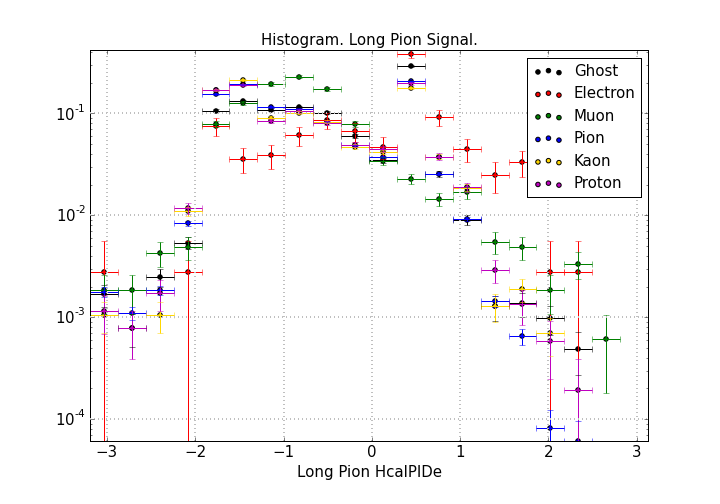 Histogram. Long Pion Signal.
Ghost
Electron
Muon
Pion
Kaon
Proton
10^-1
10^-2
10^-3
10^-4
−3 −2 −1 0 1 2 3
Long Pion HcalPIDe